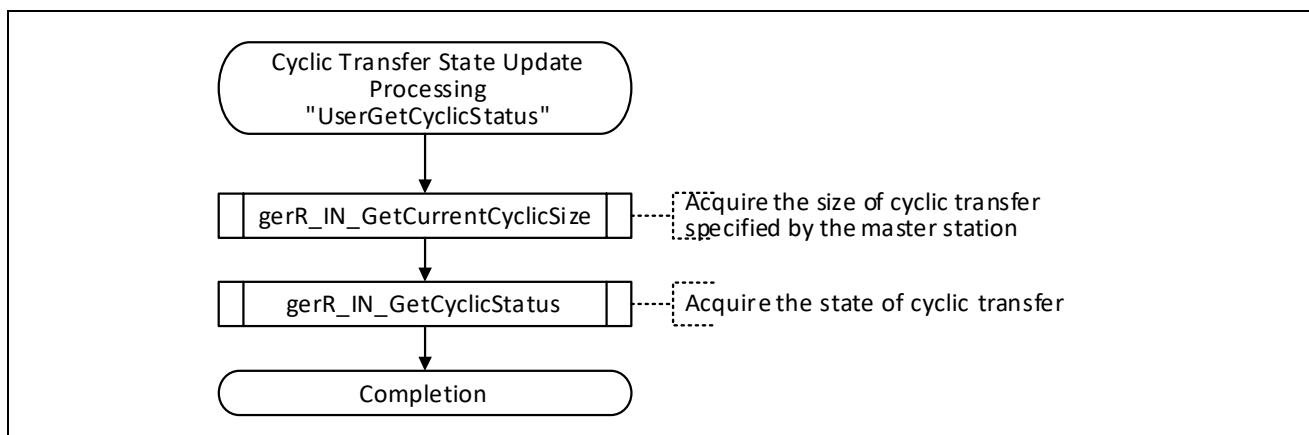 Cyclic Transfer State Update
Processing
"UserGetCyclicStatus"
gerR_IN_GetCurrentCyclicSize
Acquire the size of cyclic transfer
specified by the master station
gerR_IN_GetCyclicStatus
Acquire the state of cyclic transfer
Completion